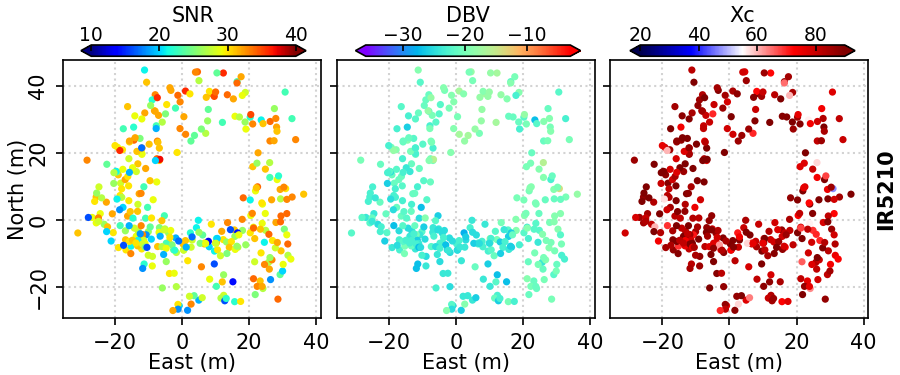 SNR DBV Xc
10 20 30 40 −30 −20 −10 20 40 60 80
40
20
0
−20
North (m)
IR5210
−20 0 20 40 −20 0 20 40 −20 0 20 40
East (m) East (m) East (m)